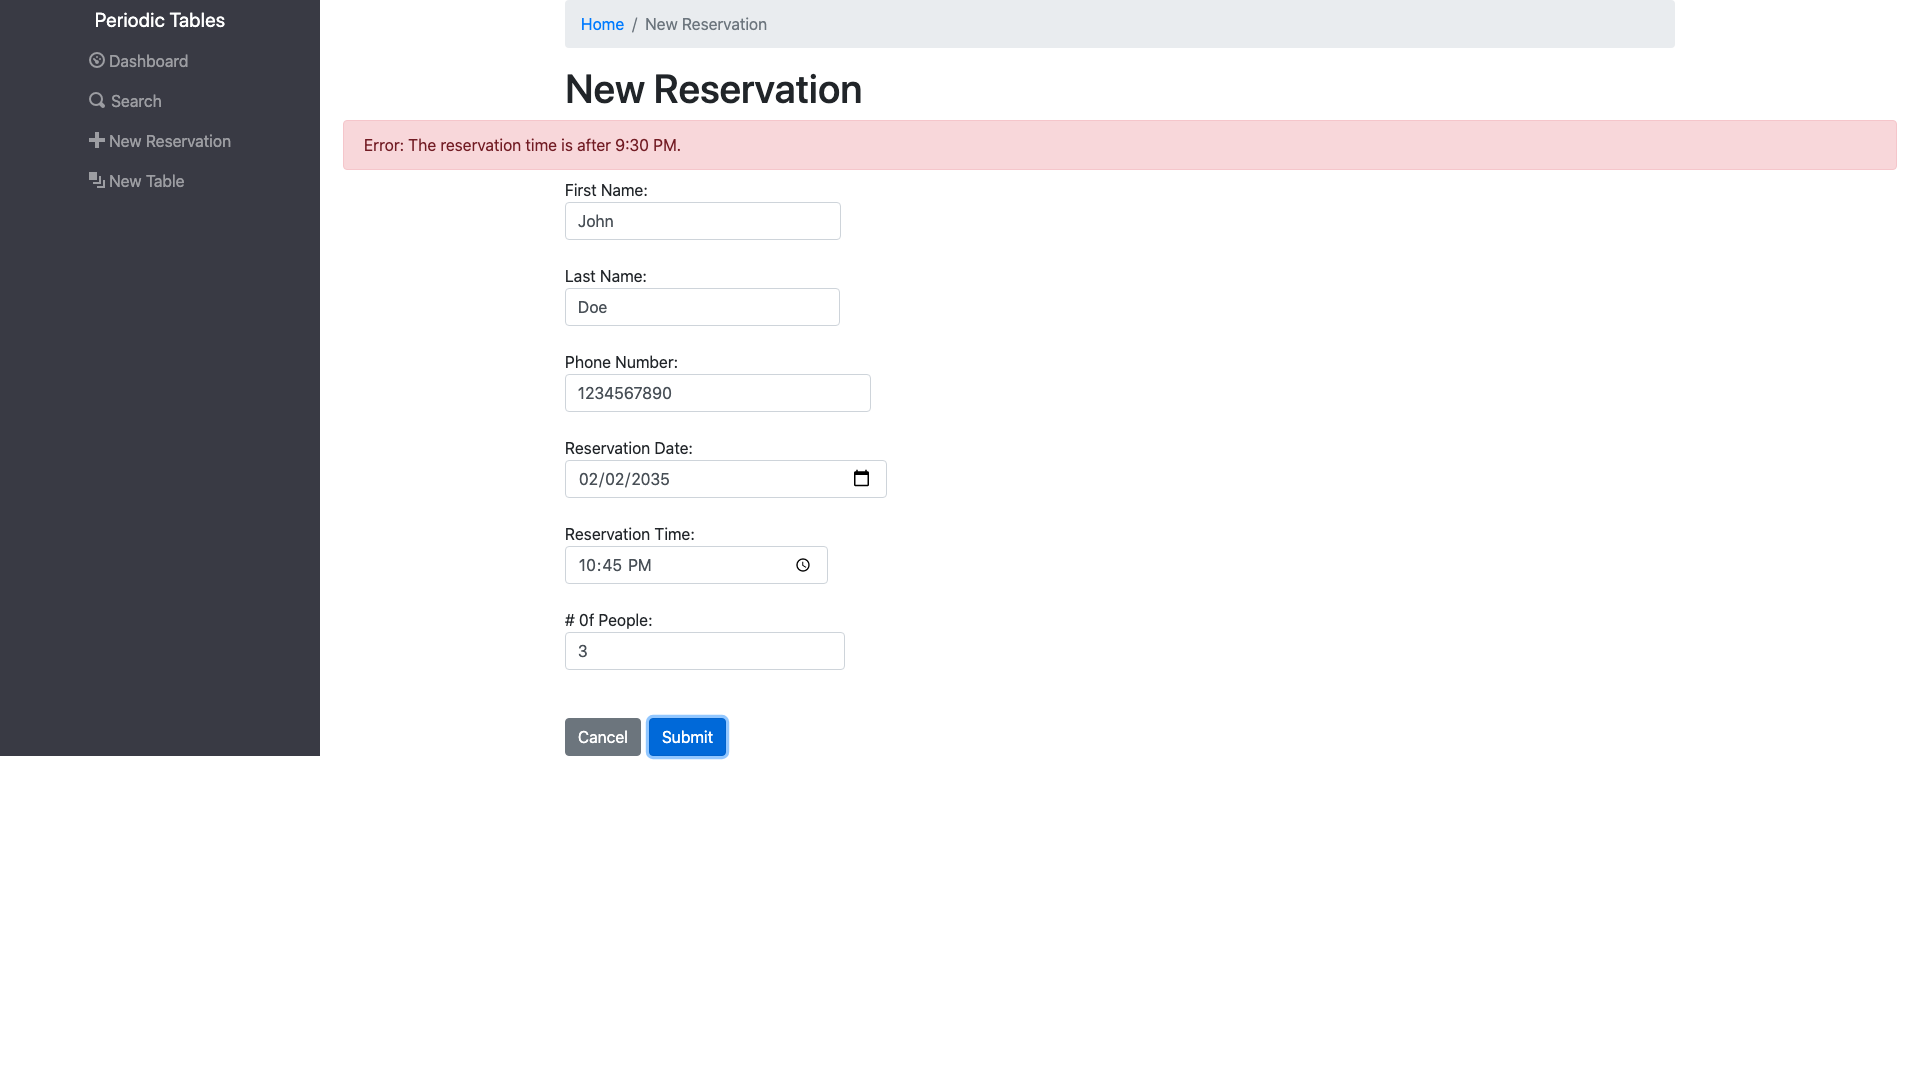 Periodic Tables
Dashboard
Search
New Reservation
New Table
Home / New Reservation
New Reservation
Error: The reservation time is after 9:30 PM.
First Name:
John
Last Name:
Doe
Phone Number:
1234567890
Reservation Date:
02/02/2035
Reservation Time:
10:45 PM
# 0f People:
3
Cancel Submit